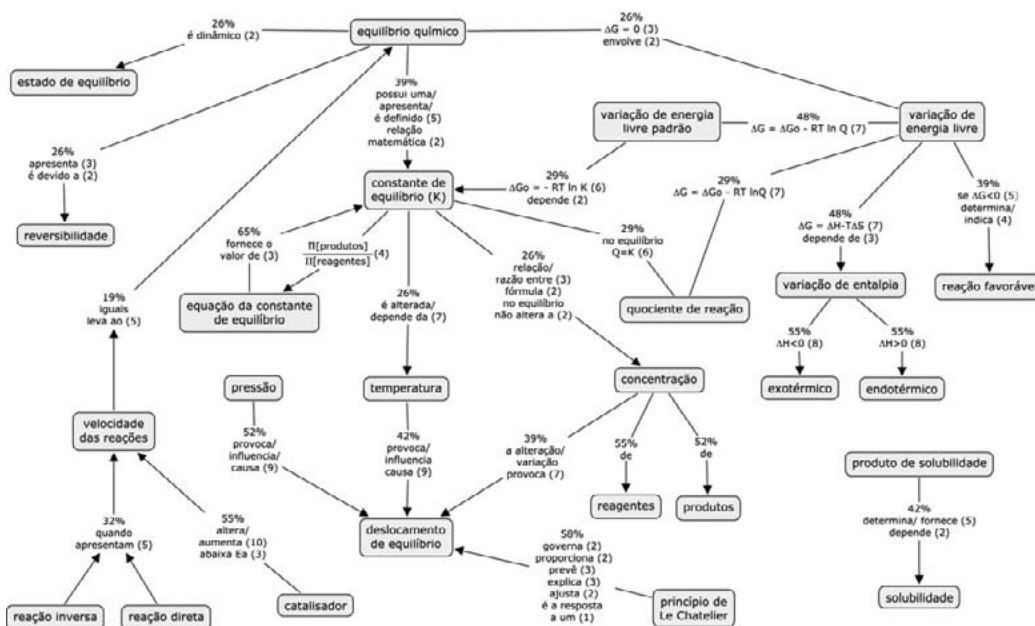 26%
é dinâmico (2)
equilíbrio químico
26%
ΔG = 0 (3)
envolve (2)
estado de equilíbrio
39%
possui uma/
apresenta/
é definido (5)
relação
matemática (2)
variação de energia
livre padrão
48%
ΔG = ΔGo - RT ln Q (7)
variação de
energia livre
26%
apresenta (3)
é devido a (2)
29%
ΔGo = - RT ln K (6)
depende (2)
constante de
equilíbrio (K)
29%
ΔG = ΔGo - RT lnQ (7)
39%
se ΔG<0 (5)
determina/
indica (4)
48%
ΔG = ΔH-TΔS (7)
depende de (3)
reversibilidade
65%
fornece o
valor de (3)
Π[produtos]
Π[reagentes]
(4)
29%
no equilíbrio
Q=K (6)
26%
relação/
razão entre (3)
fórmula (2)
no equilíbrio
não altera a (2)
variação de entalpia
reação favorável
19%
iguais
leva ao (5)
equação da constante
de equilíbrio
26%
é alterada/
depende da (7)
quociente de reação
55%
ΔH<0 (8)
55%
ΔH>0 (8)
pressão
temperatura
concentração
exotérmico
endotérmico
velocidade
das reações
52%
provoca/
influencia/
causa (9)
42%
provoca/
influencia
causa (9)
39%
a alteração/
variação
provoca (7)
55%
de
52%
de
produto de solubilidade
reagentes
produtos
42%
determina/ fornece (5)
depende (2)
32%
quando
apresentam (5)
55%
altera/
aumenta (10)
abaixa Ea (3)
deslocamento
de equilíbrio
58%
governa (2)
proporciona (2)
prevê (3)
explica (3)
ajusta (2)
é a resposta
a um (1)
reação inversa
reação direta
catalisador
princípio de
Le Chatelier
solubilidade